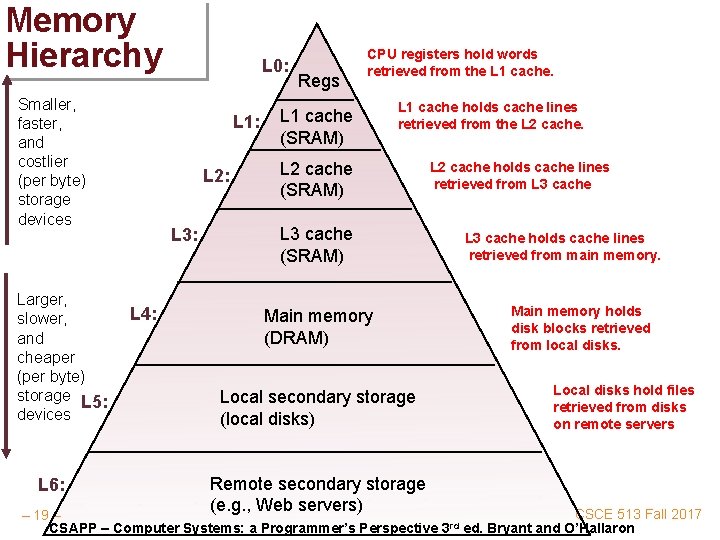 Memory
Hierarchy
L0:
Regs
CPU registers hold words
retrieved from the L1 cache.
Smaller,
faster,
and
costlier
(per byte)
storage
devices
L1:
L1 cache
(SRAM)
L1 cache holds cache lines
retrieved from the L2 cache.
L2:
L2 cache
(SRAM)
L2 cache holds cache lines
retrieved from L3 cache
L3:
L3 cache
(SRAM)
L3 cache holds cache lines
retrieved from main memory.
Larger,
slower,
and
cheaper
(per byte)
storage
devices
L4:
Main memory
(DRAM)
Main memory holds
disk blocks retrieved
from local disks.
L5:
Local secondary storage
(local disks)
Local disks hold files
retrieved from disks
on remote servers
L6:
Remote secondary storage
(e.g., Web servers)
– 19 –
CSCE 513 Fall 2017
CSAPP – Computer Systems: a Programmer's Perspective 3rd ed. Bryant and O'Hallaron